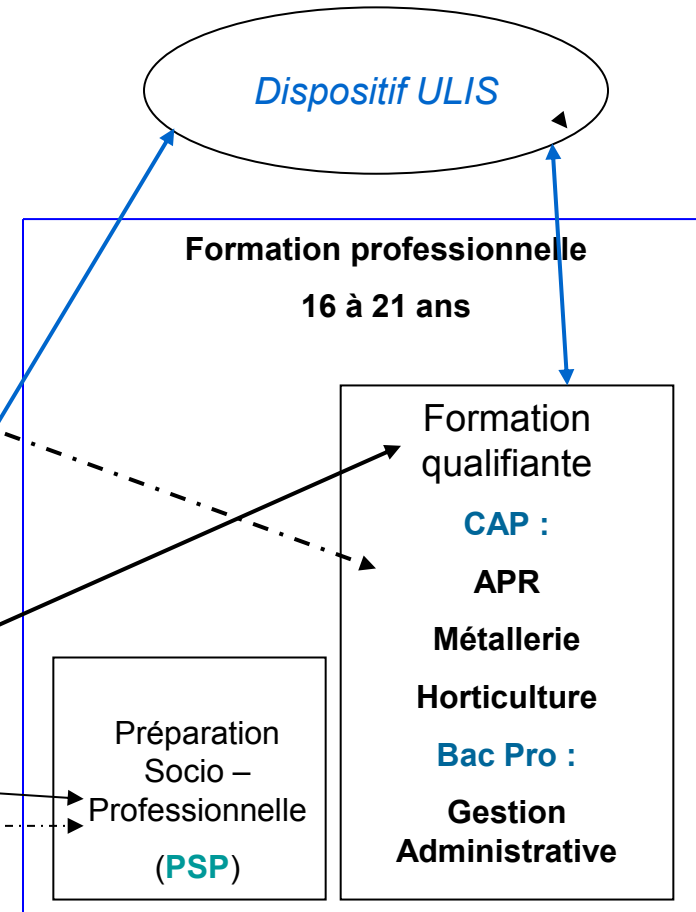 Dispositif ULIS
Formation professionnelle
16 à 21 ans
Formation
qualifiante
CAP :
APR
Métallerie
Horticulture
Bac Pro :
Gestion
Administrative
Préparation
Socio –
Professionnelle
(PSP)